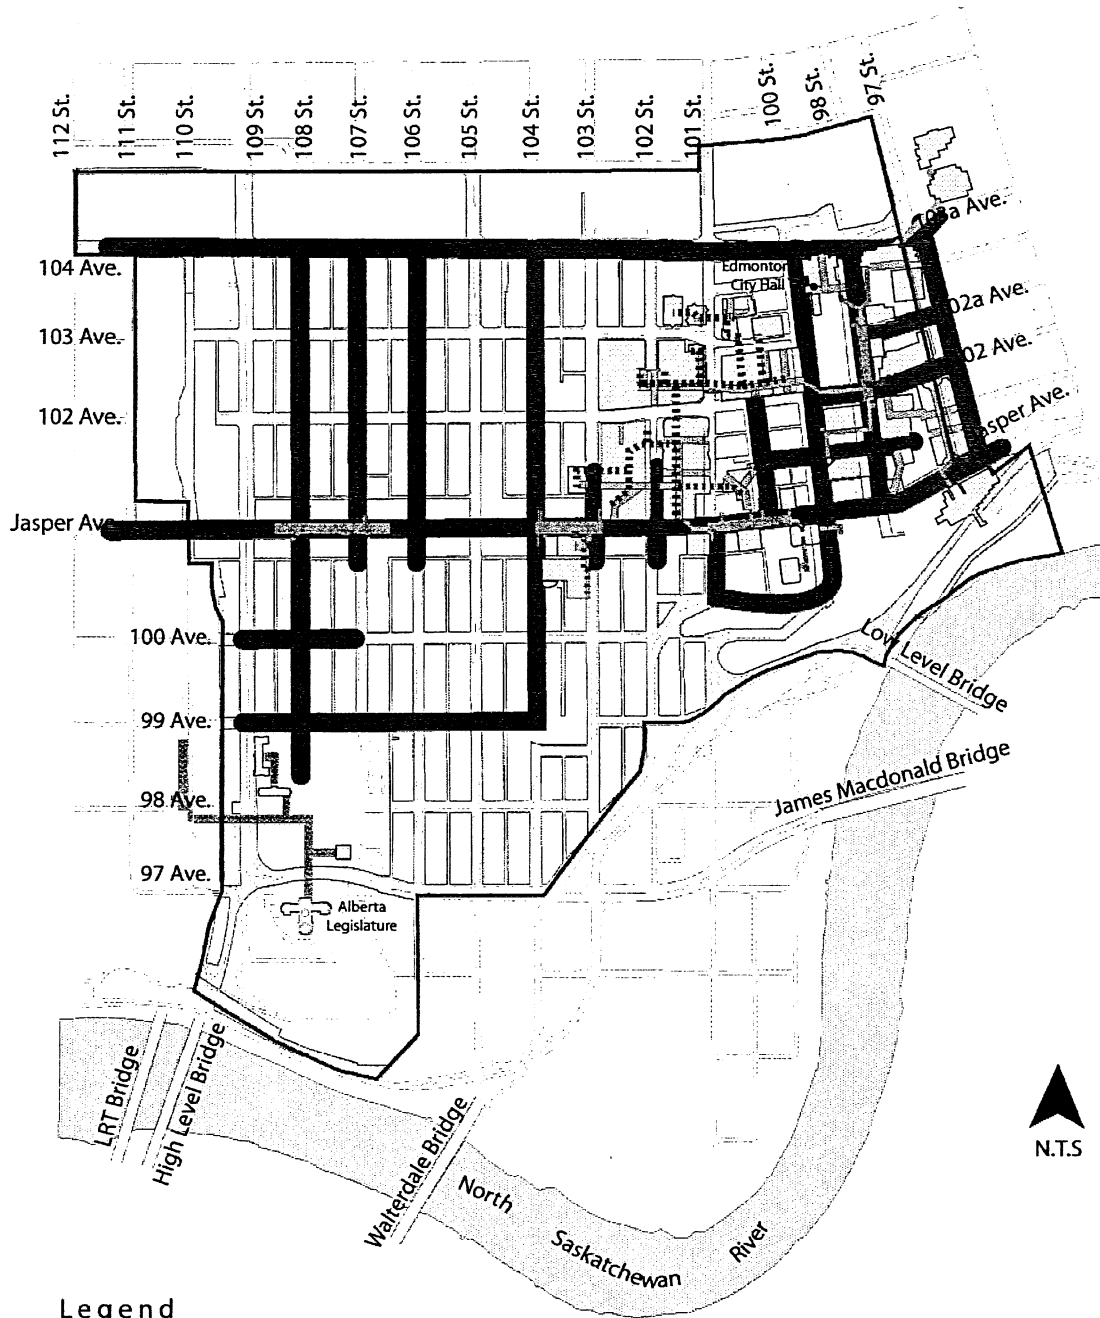 112 St.
111 St.
110 St.
109 St.
108 St.
107 St.
106 St.
105 St.
104 St.
103 St.
102 St.
101 St.
100 St.
98 St.
97 St.
103a Ave.
104 Ave.
Edmonton
City Hall
02a Ave.
103 Ave.
02 Ave.
102 Ave.
Jasper Ave.
Jasper Ave.
100 Ave.
Low Level Bridge
99 Ave.
James Macdonald Bridge
98 Ave.
97 Ave.
Alberta
Legislature
LRT Bridge
High Level Bridge
Walterdale Bridge
N.T.S
North
Saskatchewan
River
Legend